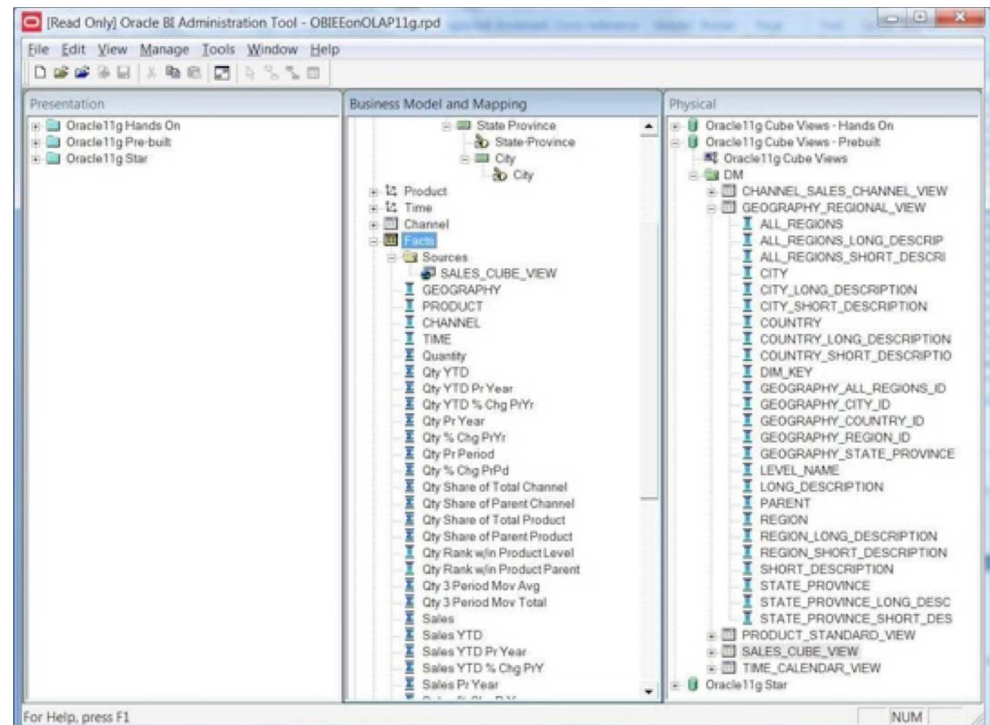 [Read Only] Oracle BI Administration Tool - OBIEEonOLAP11g.rpd
File Edit View Manage Tools Window Help
Presentation
Oracle11g Hands On
Oracle11g Pre-built
Oracle11g Star
Business Model and Mapping
State Province
State-Province
City
City
Product
Time
Channel
Facts
Sources
SALES_CUBE_VIEW
GEOGRAPHY
PRODUCT
CHANNEL
TIME
Quantity
Qty YTD
Qty YTD Pr Year
Qty YTD % Chg PrYr
Qty Pr Year
Qty % Chg PrYr
Qty Pr Period
Qty % Chg PrPd
Qty Share of Total Channel
Qty Share of Parent Channel
Qty Share of Total Product
Qty Share of Parent Product
Qty Rank w/in Product Level
Qty Rank w/in Product Parent
Qty 3 Period Mov Avg
Qty 3 Period Mov Total
Sales
Sales YTD
Sales YTD Pr Year
Sales YTD % Chg PrY
Sales Pr Year
Physical
Oracle11g Cube Views - Hands On
Oracle11g Cube Views - Prebuilt
Oracle11g Cube Views
DM
CHANNEL_SALES_CHANNEL_VIEW
GEOGRAPHY_REGIONAL_VIEW
ALL_REGIONS
ALL_REGIONS_LONG_DESCRIP
ALL_REGIONS_SHORT_DESCRI
CITY
CITY_LONG_DESCRIPTION
CITY_SHORT_DESCRIPTION
COUNTRY
COUNTRY_LONG_DESCRIPTION
COUNTRY_SHORT_DESCRIPTIO
DIM_KEY
GEOGRAPHY_ALL_REGIONS_ID
GEOGRAPHY_CITY_ID
GEOGRAPHY_COUNTRY_ID
GEOGRAPHY_REGION_ID
GEOGRAPHY_STATE_PROVINCE
LEVEL_NAME
LONG_DESCRIPTION
PARENT
REGION
REGION_LONG_DESCRIPTION
REGION_SHORT_DESCRIPTION
SHORT_DESCRIPTION
STATE_PROVINCE
STATE_PROVINCE_LONG_DESC
STATE_PROVINCE_SHORT_DES
PRODUCT_STANDARD_VIEW
SALES_CUBE_VIEW
TIME_CALENDAR_VIEW
Oracle11g Star
For Help, press F1
NUM